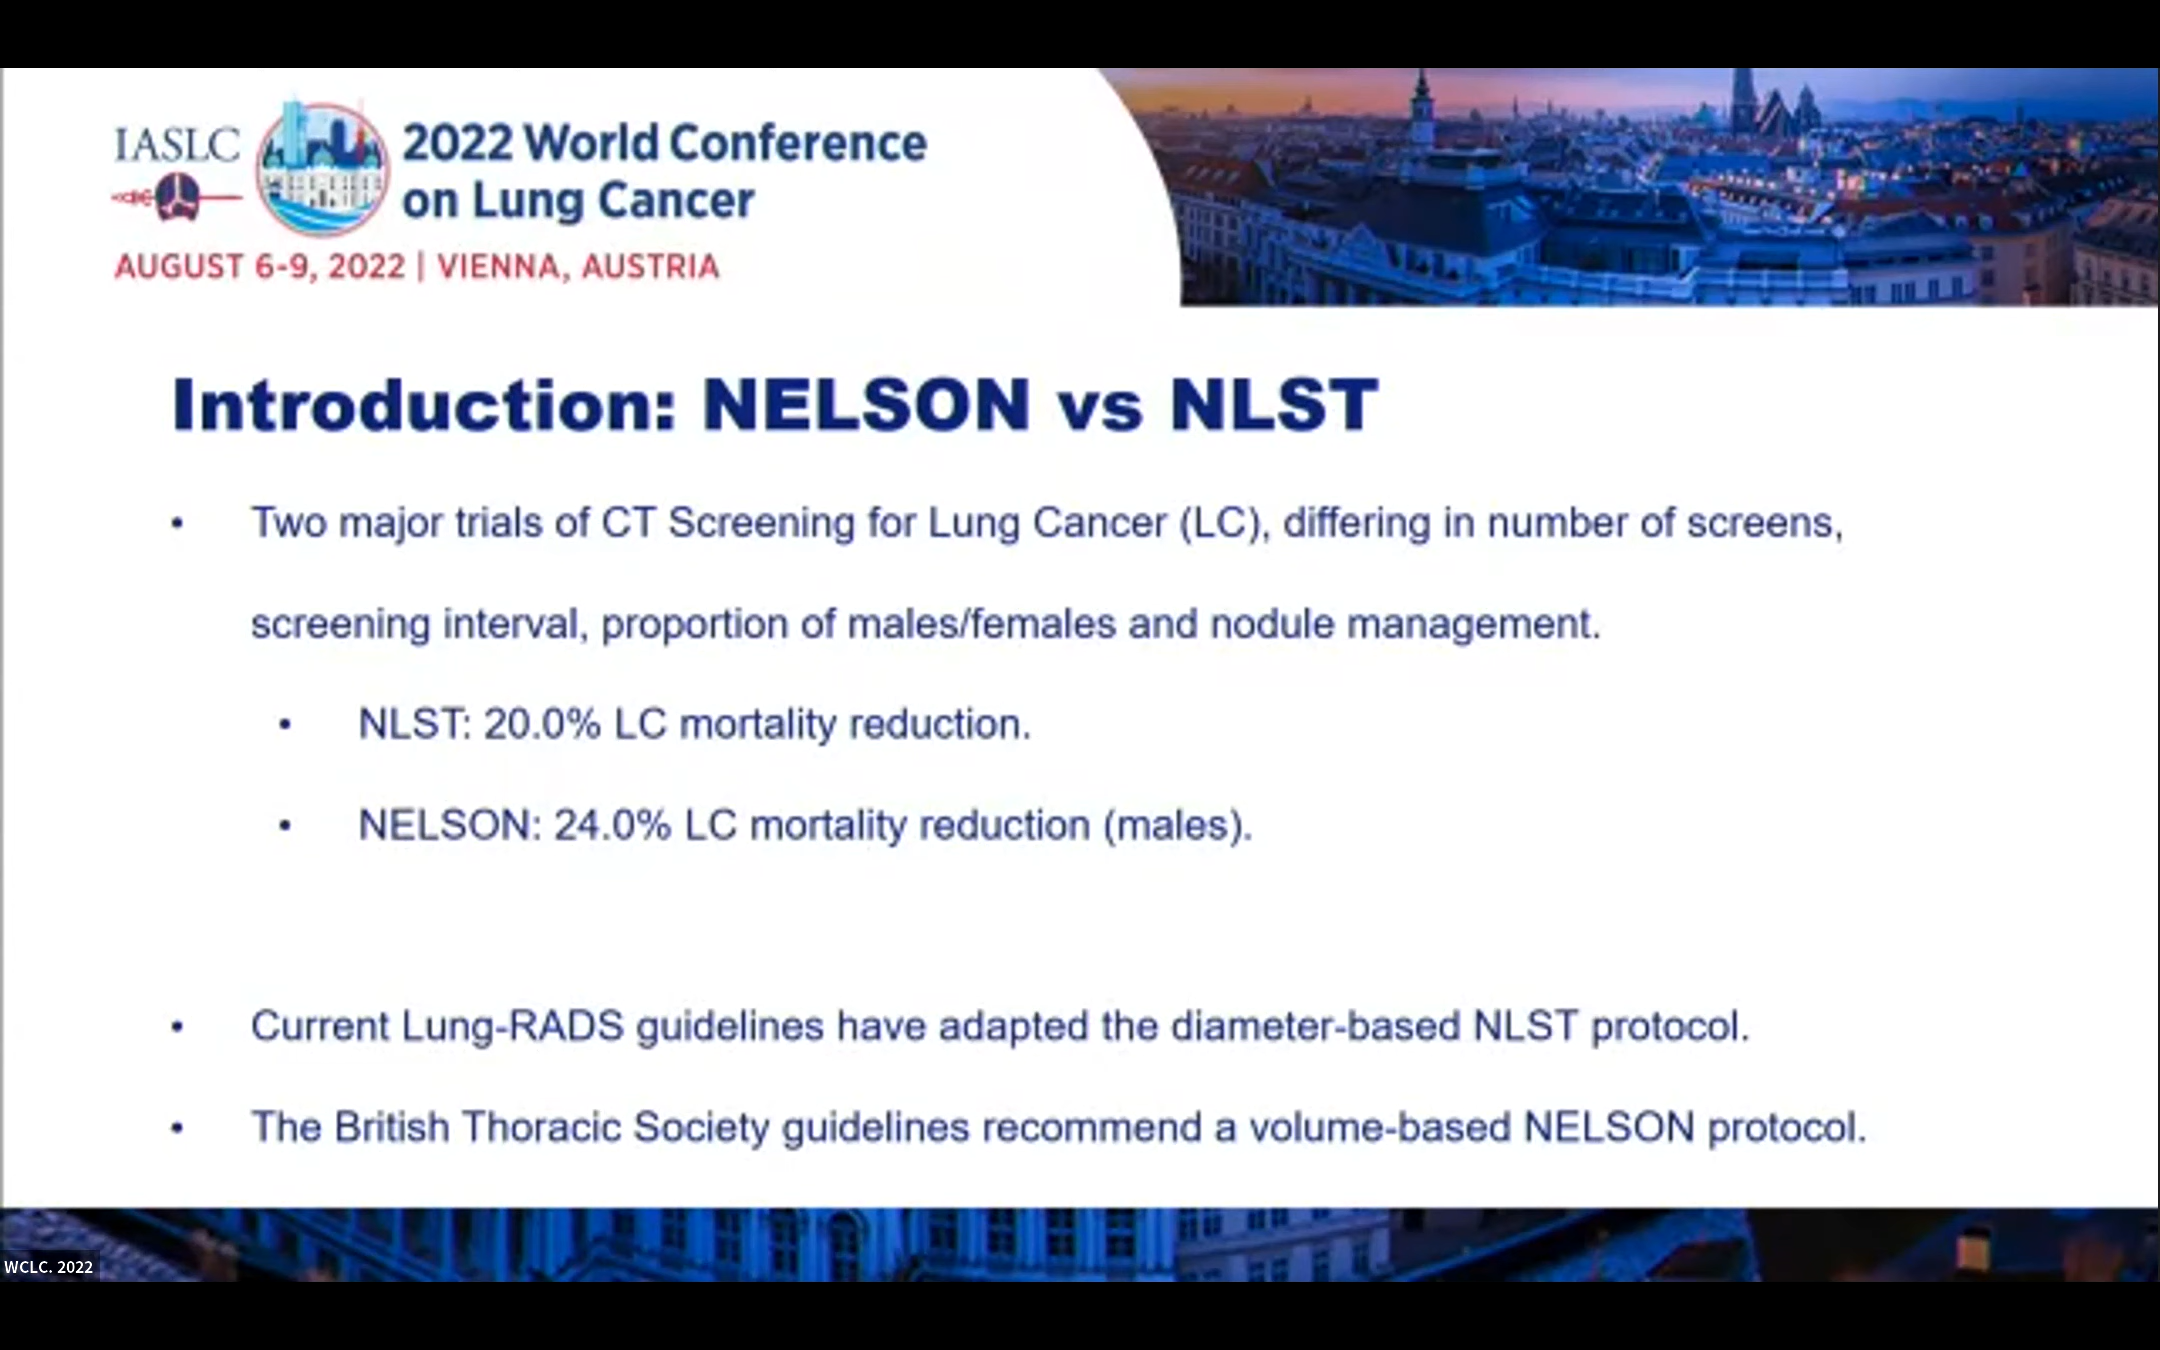 IASLC
2022 World Conference
on Lung Cancer
AUGUST 6-9, 2022 | VIENNA, AUSTRIA
Introduction: NELSON vs NLST
• Two major trials of CT Screening for Lung Cancer (LC), differing in number of screens,
screening interval, proportion of males/females and nodule management.
• NLST: 20.0% LC mortality reduction.
• NELSON: 24.0% LC mortality reduction (males).
• Current Lung-RADS guidelines have adapted the diameter-based NLST protocol.
• The British Thoracic Society guidelines recommend a volume-based NELSON protocol.
WCLC. 2022